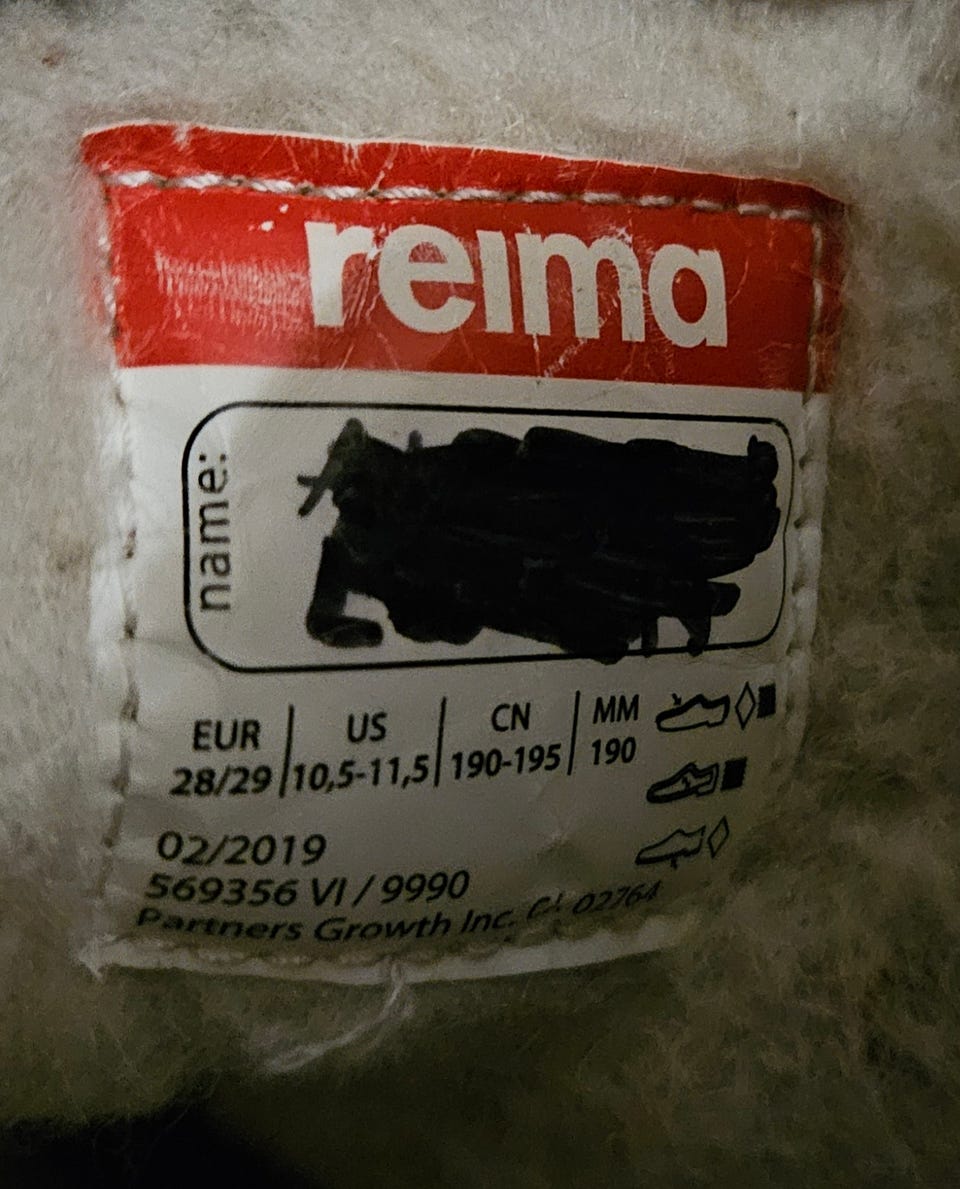 reima
name:
EUR | US | CN | MM
28/29 | 10,5-11,5 | 190-195 | 190
02/2019
569356 VI / 9990
Partners Growth Inc. 02764